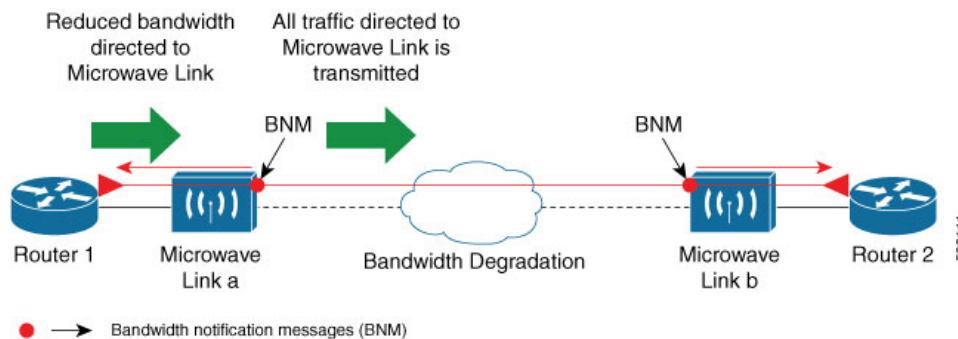 Reduced bandwidth
directed to
Microwave Link
All traffic directed to
Microwave Link is
transmitted
BNM
BNM
Router 1
Microwave
Link a
Bandwidth Degradation
Microwave
Link b
Router 2
Bandwidth notification messages (BNM)